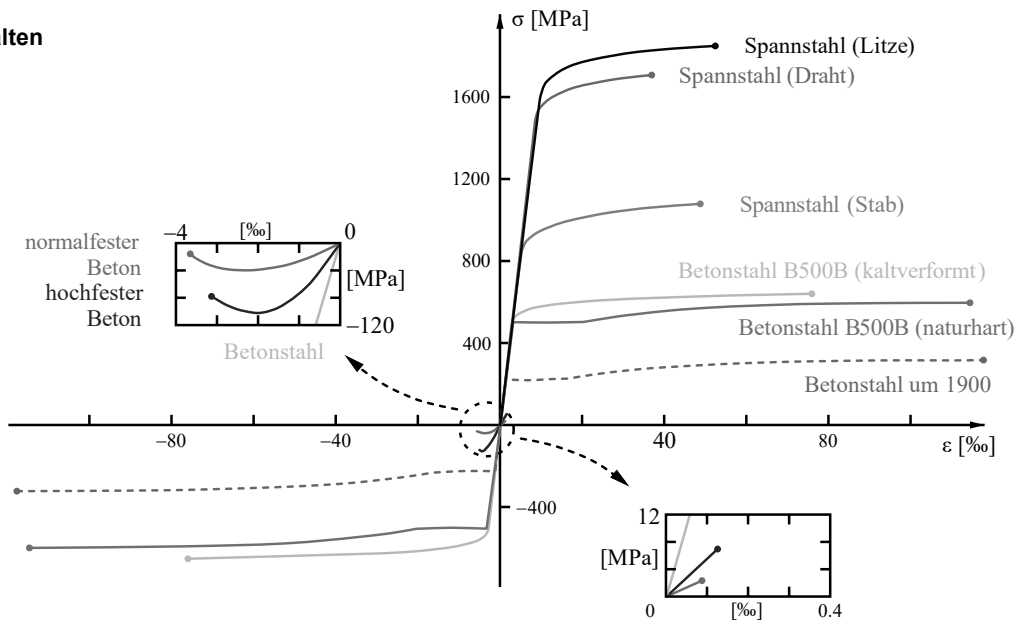 alten
σ [MPa]
Spannstahl (Litze)
Spannstahl (Draht)
1600
1200
Spannstahl (Stab)
800
Betonstahl B500B (kaltverformt)
400
Betonstahl B500B (naturhart)
Betonstahl um 1900
−4
[‰]
0
normalfester
Beton
hochfester
Beton
[MPa]
−120
Betonstahl
−80
−40
40
80
ε [‰]
−400
12
[MPa]
0
[‰]
0.4